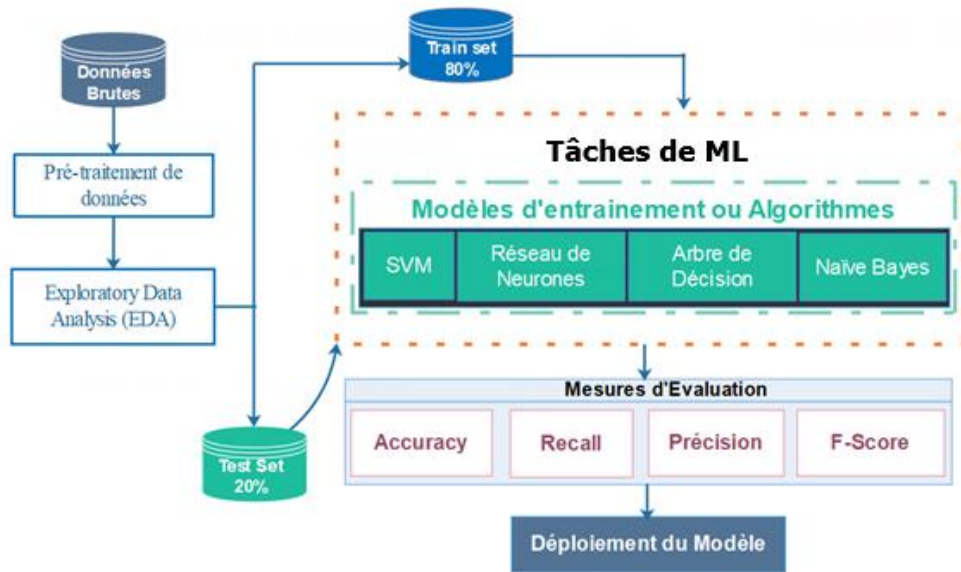 Données
Brutes
Pré-traitement de
données
Exploratory Data
Analysis (EDA)
Train set
80%
Test Set
20%
Tâches de ML
Modèles d'entrainement ou Algorithmes
SVM
Réseau de
Neurones
Arbre de
Décision
Naïve Bayes
Mesures d'Evaluation
Accuracy
Recall
Précision
F-Score
Déploiement du Modèle